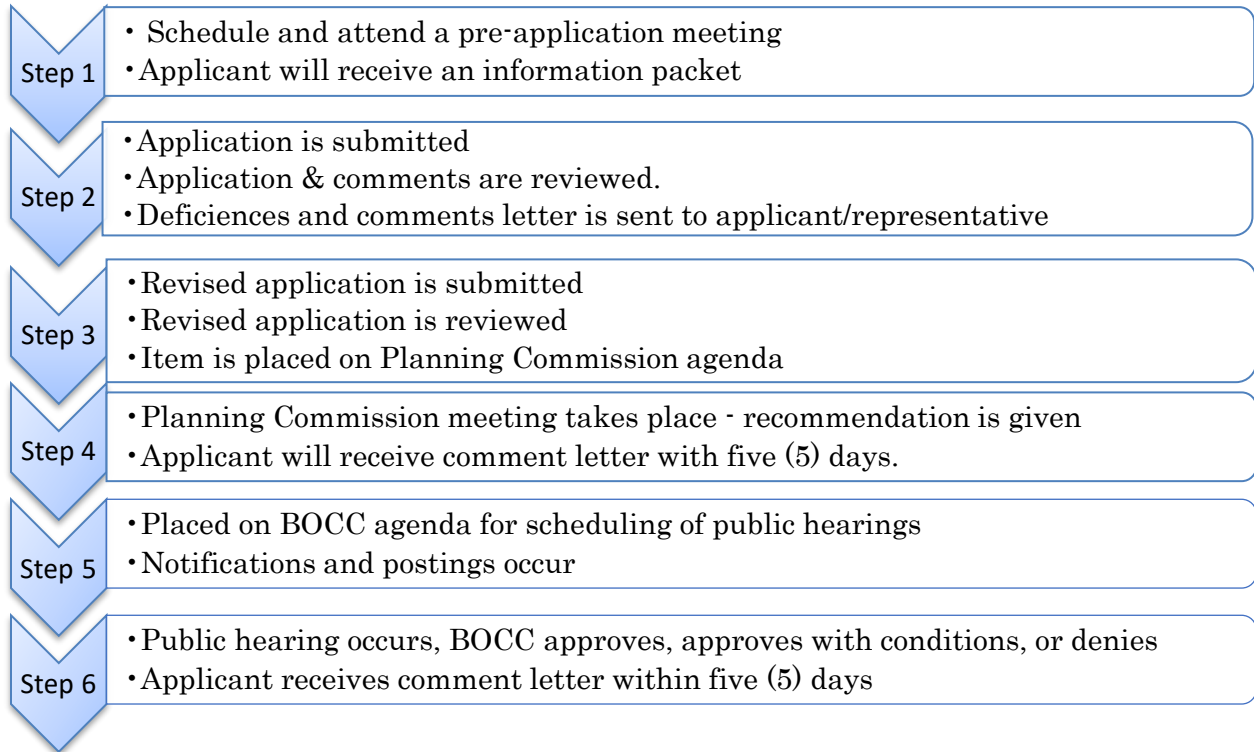 Step 1
• Schedule and attend a pre-application meeting
•Applicant will receive an information packet
Step 2
•Application is submitted
•Application & comments are reviewed.
•Deficiences and comments letter is sent to applicant/representative
Step 3
•Revised application is submitted
•Revised application is reviewed
•Item is placed on Planning Commission agenda
Step 4
•Planning Commission meeting takes place - recommendation is given
•Applicant will receive comment letter with five (5) days.
Step 5
•Placed on BOCC agenda for scheduling of public hearings
•Notifications and postings occur
Step 6
•Public hearing occurs, BOCC approves, approves with conditions, or denies
•Applicant receives comment letter within five (5) days